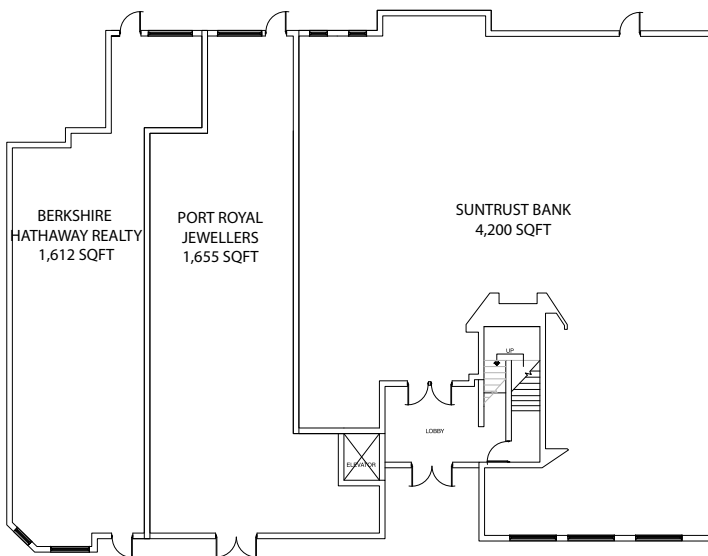 BERKSHIRE
HATHAWAY REALTY
1,612 SQFT
PORT ROYAL
JEWELLERS
1,655 SQFT
SUNTRUST BANK
4,200 SQFT
UP
LOBBY
ELEVATOR